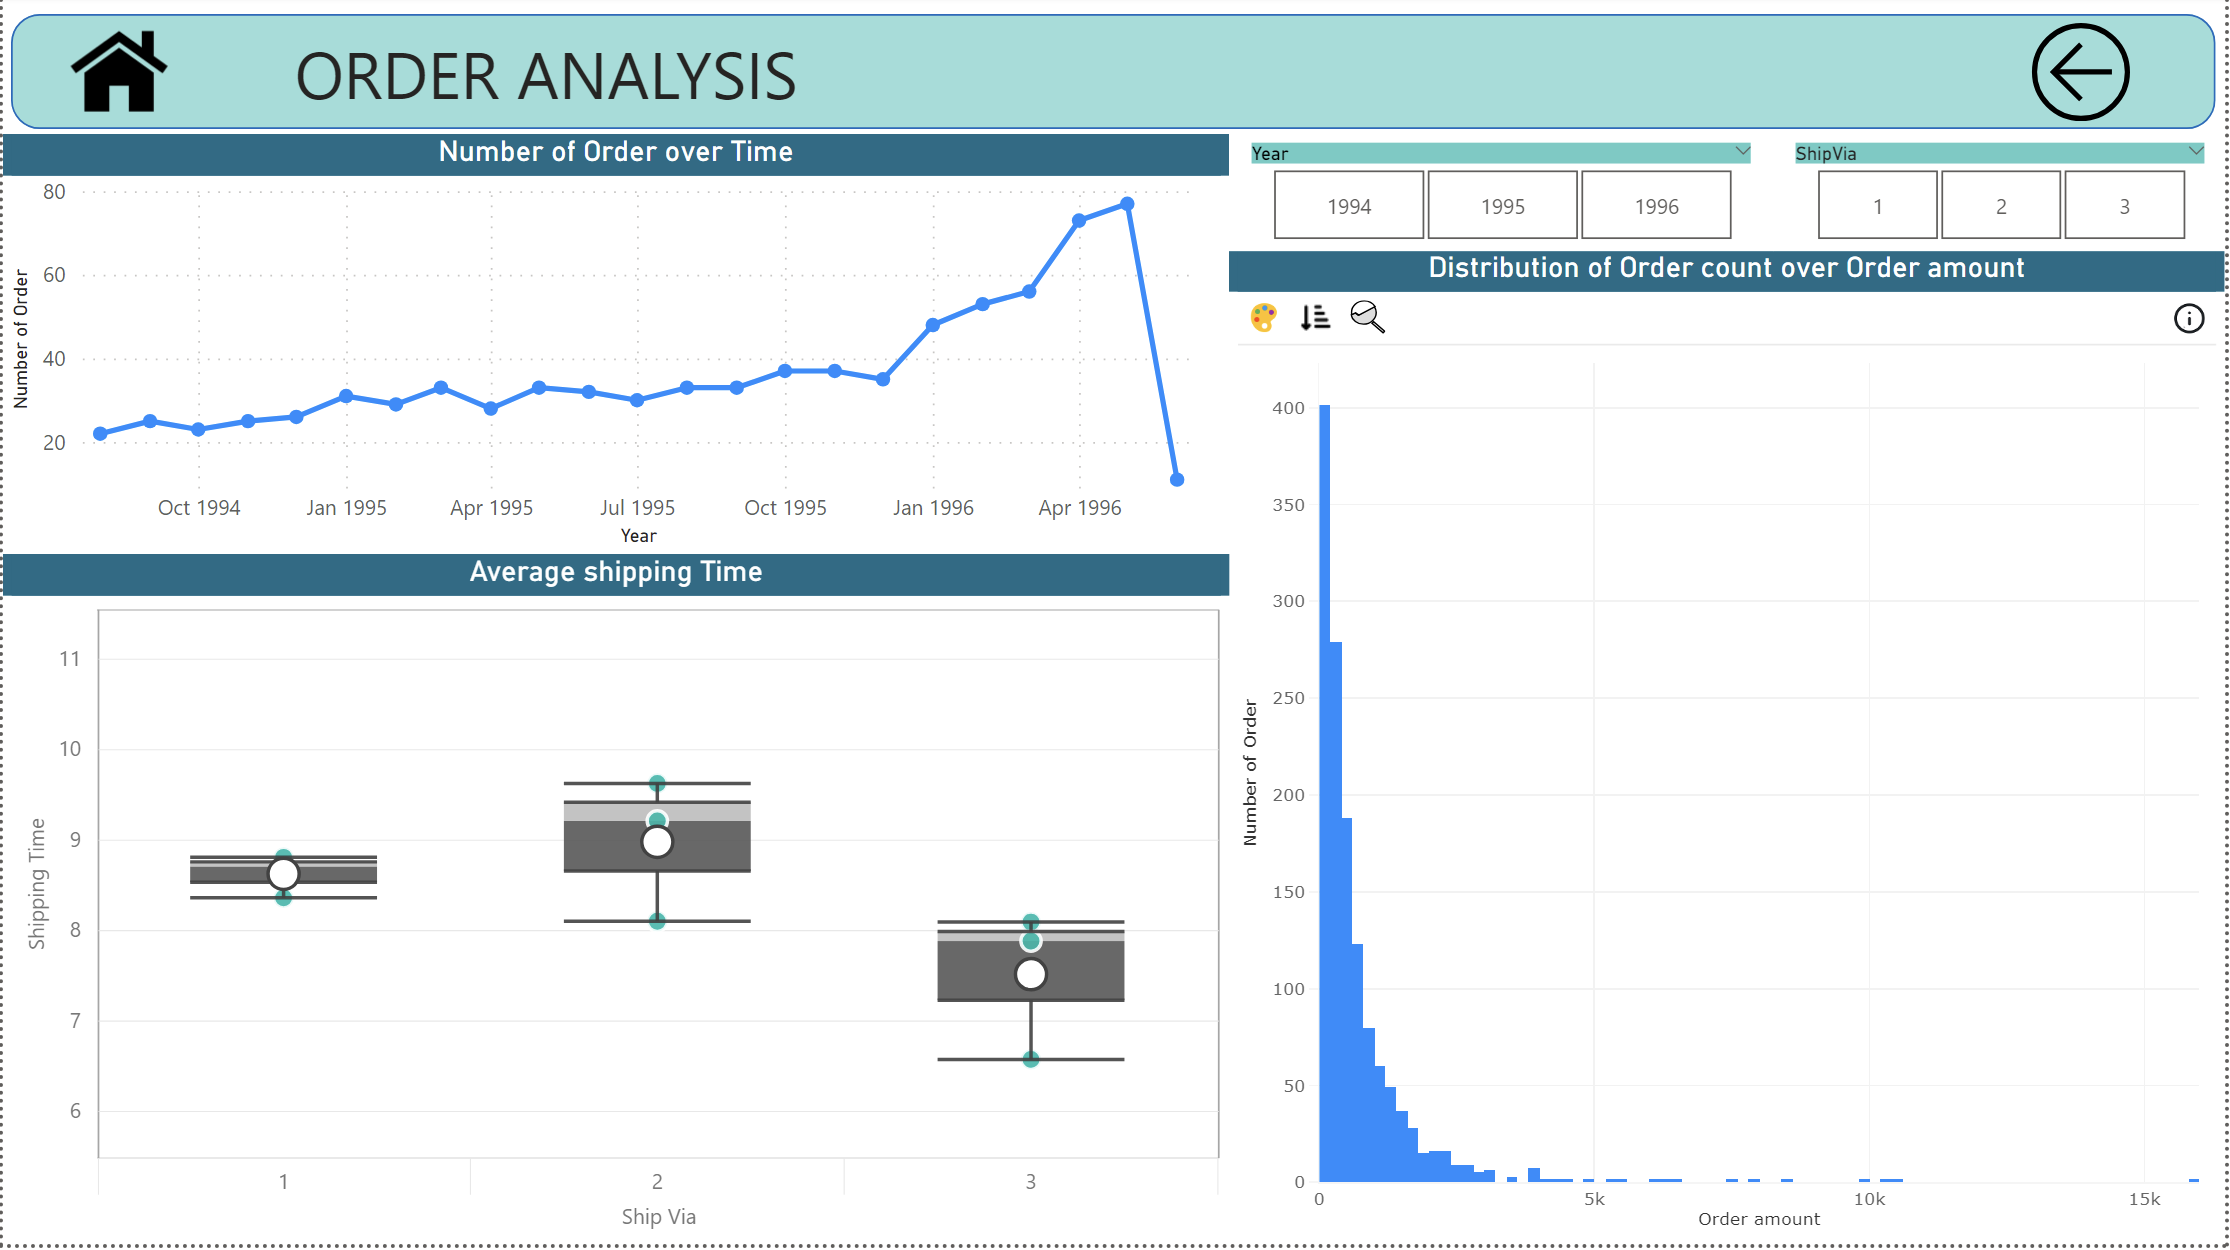 ORDER ANALYSIS
Number of Order over Time
80
60
40
20
Number of Order
Oct 1994 Jan 1995 Apr 1995 Jul 1995 Oct 1995 Jan 1996 Apr 1996
Year
Average shipping Time
11
10
9
8
7
6
Shipping Time
1 2 3
Ship Via
Year
1994 1995 1996
ShipVia
1 2 3
Distribution of Order count over Order amount
400
350
300
250
200
150
100
50
0
Number of Order
0 5k 10k 15k
Order amount